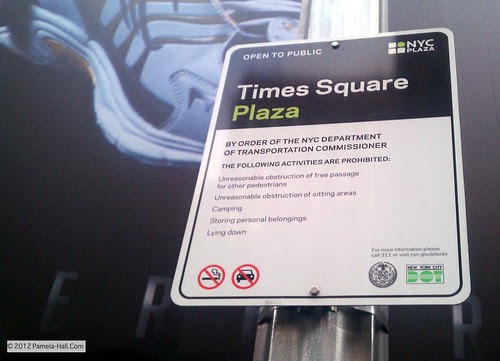 OPEN TO PUBLIC
NYC
PLAZA
Times Square
Plaza
BY ORDER OF THE NYC DEPARTMENT
OF TRANSPORTATION COMMISSIONER
THE FOLLOWING ACTIVITIES ARE PROHIBITED:
Unreasonable obstruction of free passage
for other pedestrians
Unreasonable obstruction of sitting areas
Camping
Storing personal belongings
Lying down
For more information please
call 311 or visit nyc.gov/plazas
NEW YORK CITY
DOT
E R
© 2012 Pamela-Hall.Com